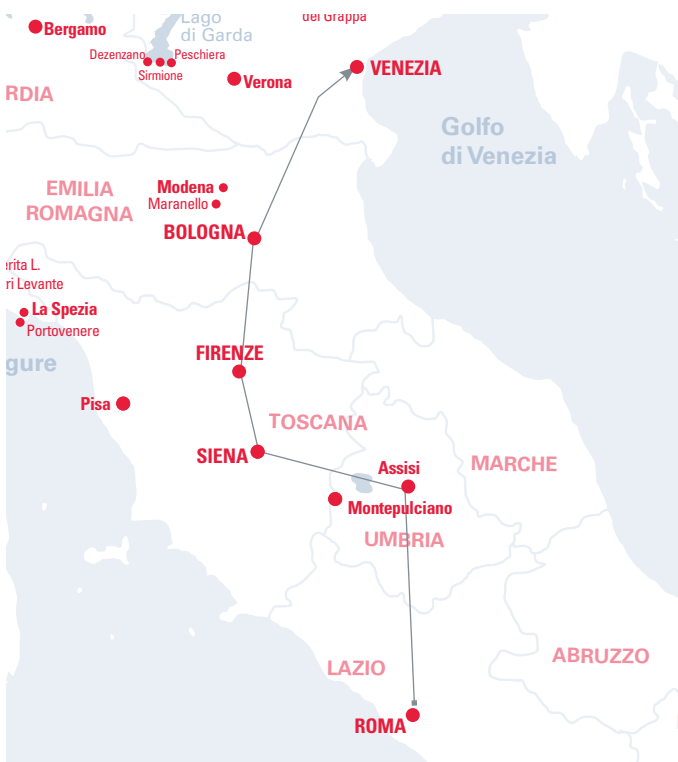 Lago
di Garda
del Grappa
Bergamo
Dezenzano
Peschiera
Sirmione
Verona
VENEZIA
RDIA
Golfo
di Venezia
EMILIA
ROMAGNA
Modena
Maranello
BOLOGNA
rita L.
ri Levante
La Spezia
Portovenere
gure
FIRENZE
Pisa
TOSCANA
SIENA
Assisi
MARCHE
Montepulciano
UMBRIA
LAZIO
ABRUZZO
ROMA